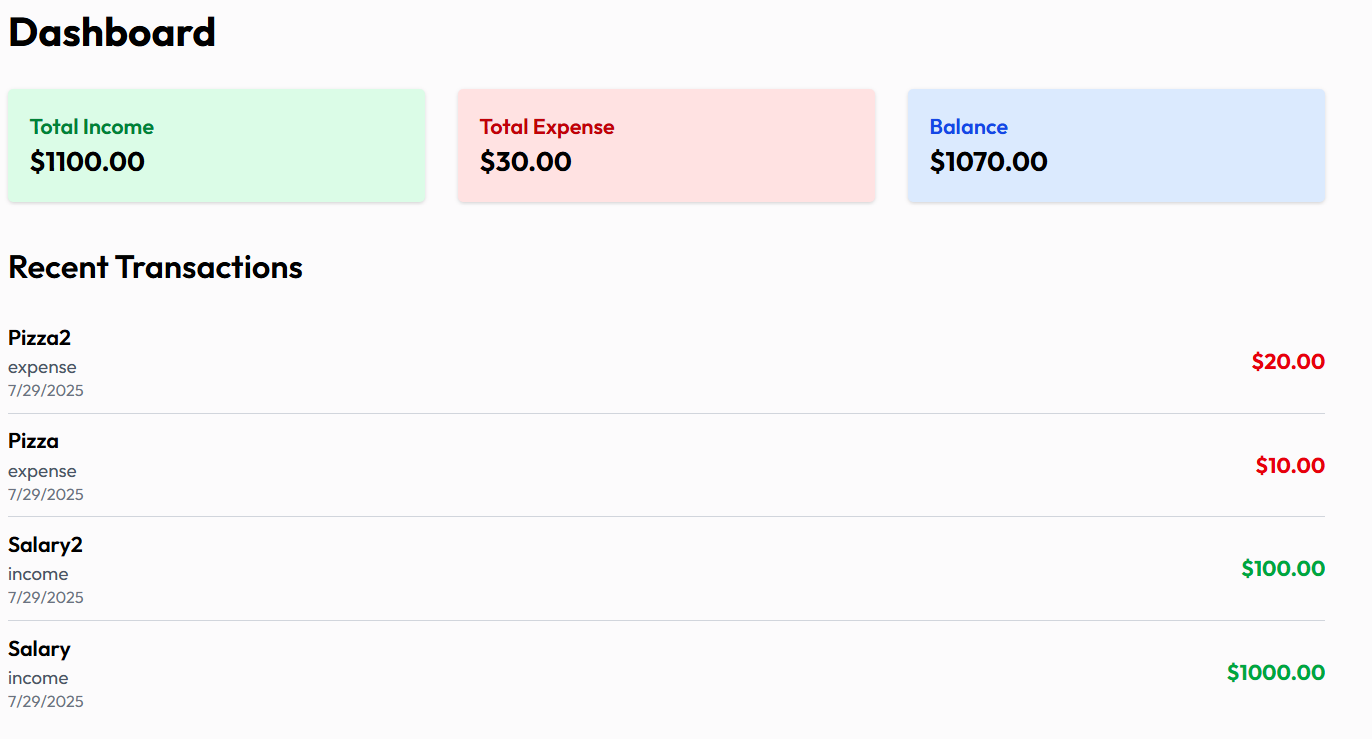 Dashboard
Total Income
$1100.00
Total Expense
$30.00
Balance
$1070.00
Recent Transactions
Pizza2
expense
7/29/2025
$20.00
Pizza
expense
7/29/2025
$10.00
Salary2
income
7/29/2025
$100.00
Salary
income
7/29/2025
$1000.00